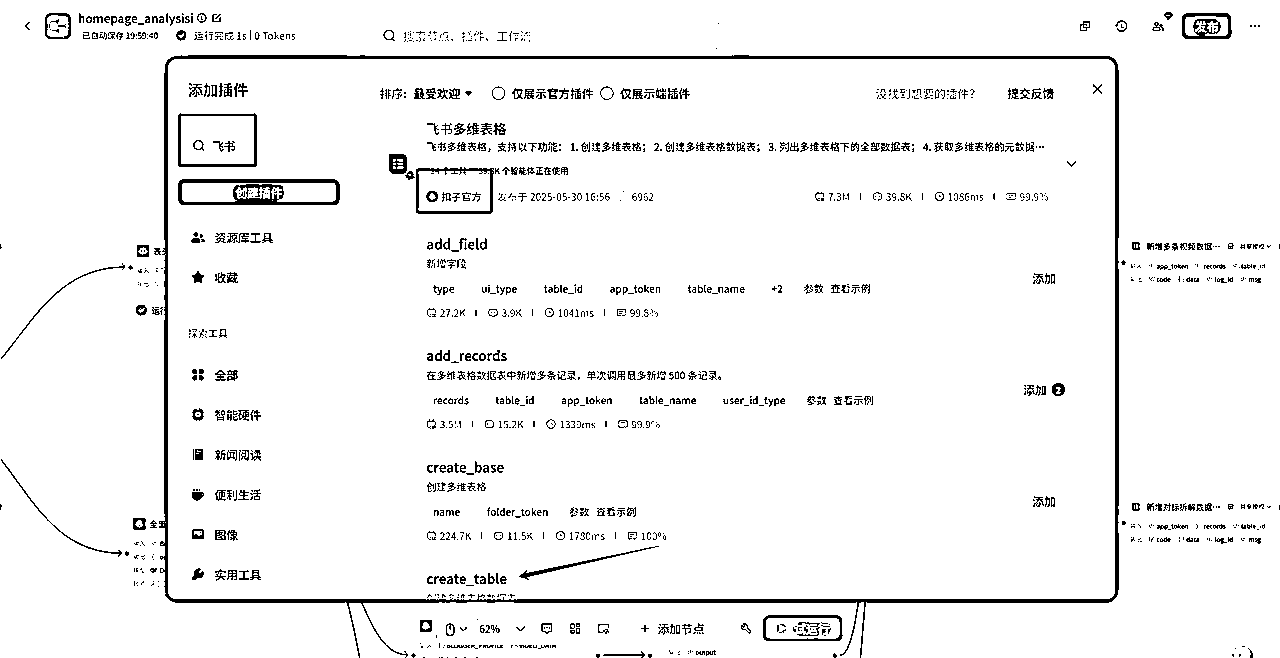 homepage_analysisi
已自动保存 19:59:40 运行完成 1s | 0 Tokens
搜索节点、插件、工作流
发布
添加插件
飞书
创建插件
资源库工具
收藏
探索工具
全部
智能硬件
新闻阅读
便利生活
图像
实用工具
排序: 最受欢迎 仅展示官方插件 仅展示端插件
没找到想要的插件? 提交反馈
飞书多维表格
飞书多维表格，支持以下功能：1. 创建多维表格；2. 创建多维表格数据表；3. 列出多维表格下的全部数据表；4. 获取多维表格的元数据…
个智能体正在使用
扣子官方 发布于 2025-05-30 16:56 6962
7.3M 39.8K 1086ms 99.9%
add_field
新增字段
type ui_type table_id app_token table_name +2 参数 查看示例
27.2K 3.9K 1041ms 99.8%
添加
add_records
在多维表格数据表中新增多条记录，单次调用最多新增 500 条记录。
records table_id app_token table_name user_id_type 参数 查看示例
3.5M 15.2K 1339ms 99.9%
添加 2
create_base
创建多维表格
name folder_token 参数 查看示例
224.7K 11.5K 1780ms 100%
添加
create_table
新增多条视频数据…
app_token records table_id
code data log_id msg
新增对标拆解数据…
app_token records table_id
code data log_id msg
62% 添加节点 试运行
output